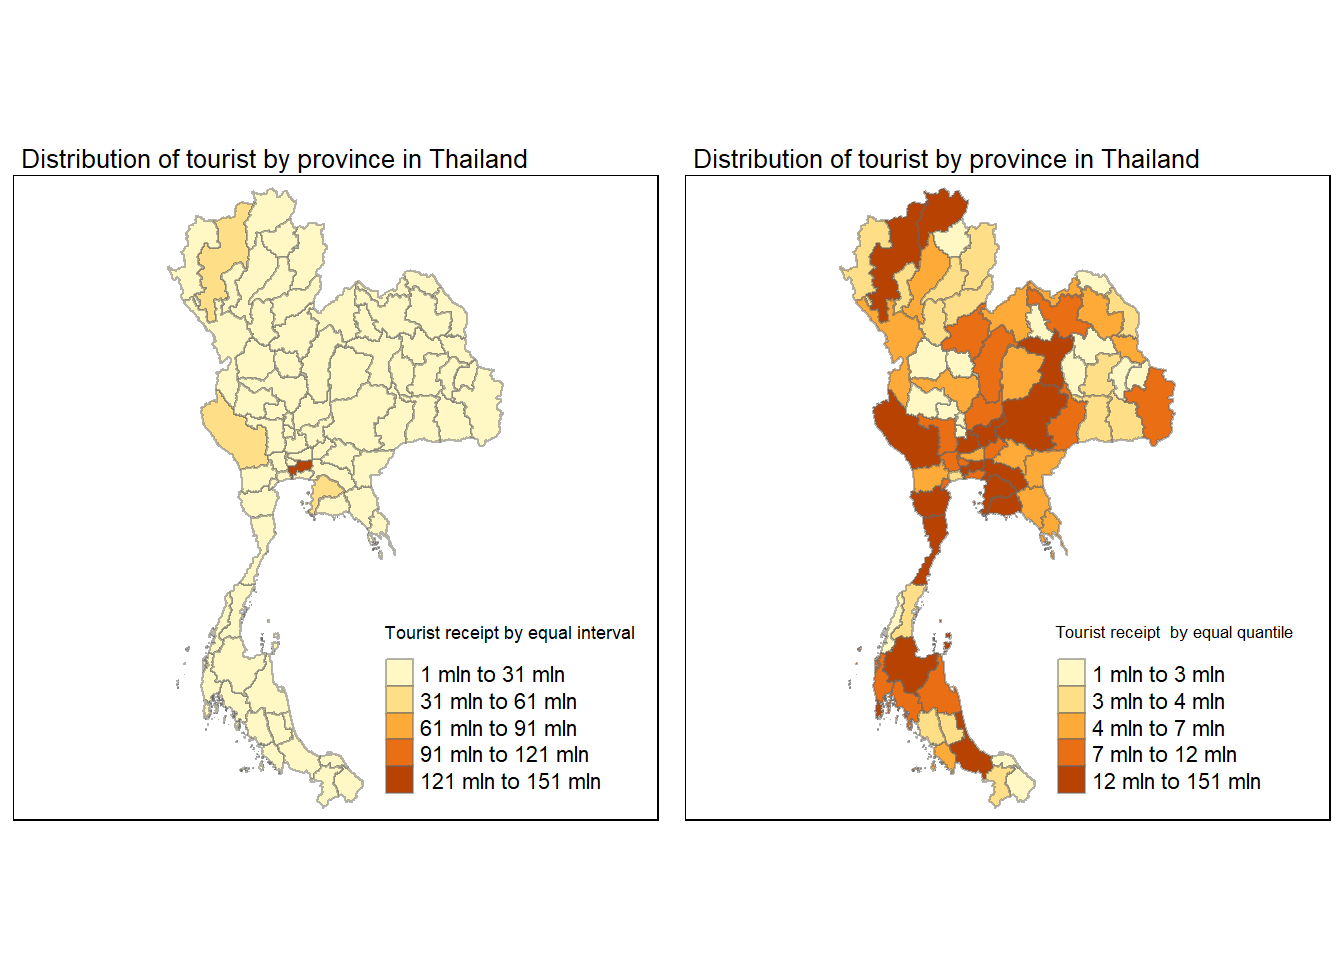 Distribution of tourist by province in Thailand
Tourist receipt by equal interval
1 mln to 31 mln
31 mln to 61 mln
61 mln to 91 mln
91 mln to 121 mln
121 mln to 151 mln
Distribution of tourist by province in Thailand
Tourist receipt  by equal quantile
1 mln to 3 mln
3 mln to 4 mln
4 mln to 7 mln
7 mln to 12 mln
12 mln to 151 mln